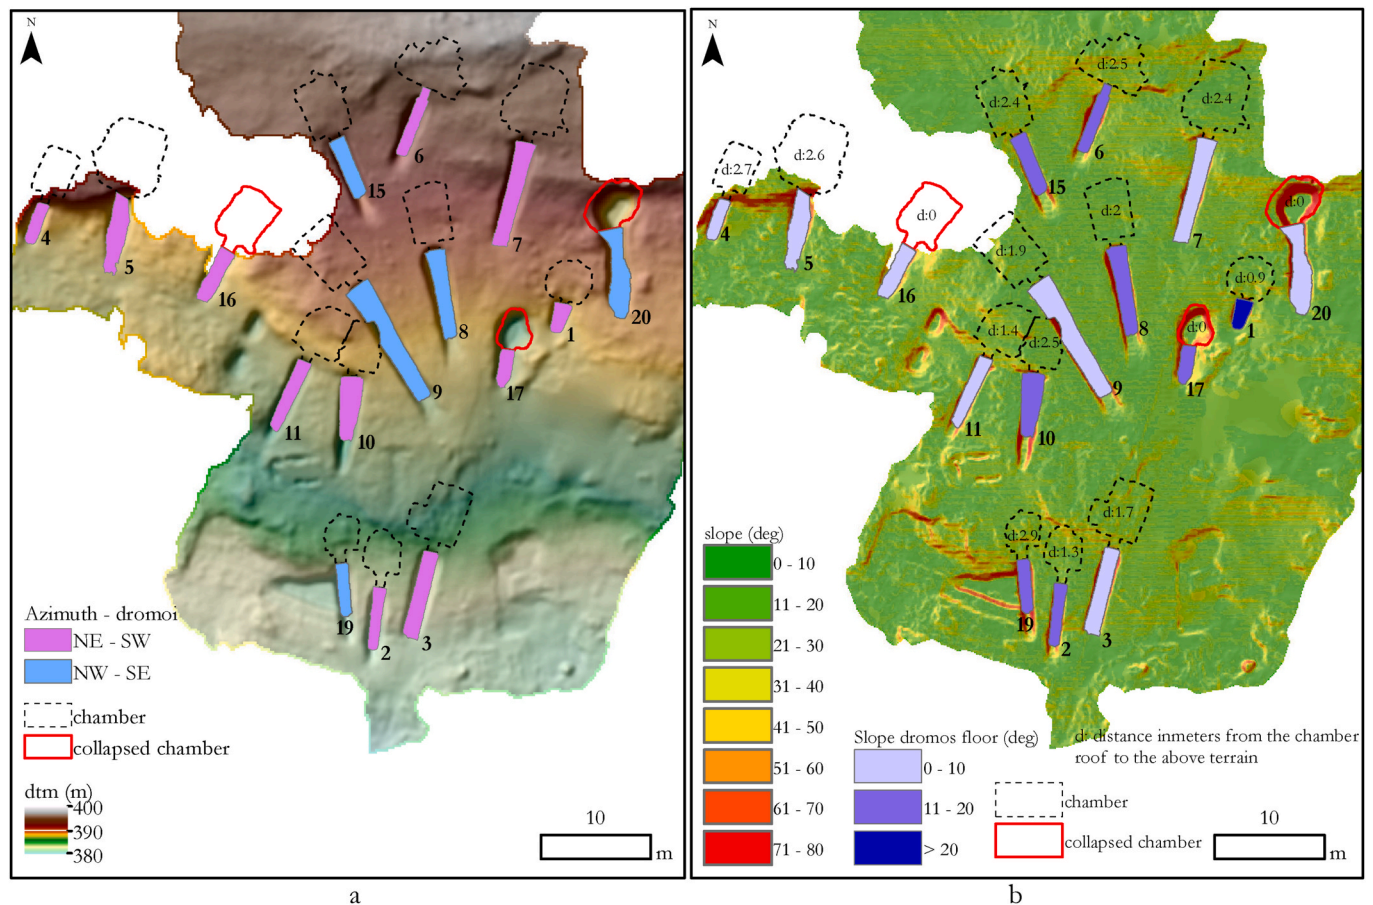 N
6
15
4
7
5
16
20
8
1
9
17
11
10
19
2
3
Azimuth - dromoi
NE - SW
NW - SE
chamber
collapsed chamber
dtm (m)
400
390
380
10
m
a
N
d:2.5
d:2.4
d:2.4
6
d:2.6
d:2.7
15
d:0
d:0
d:2
4
7
5
d:1.9
d:0.9
16
20
1
d:0
d:1.4
8
d:2.5
9
17
11
10
d:1.7
d:2.9
d:1.3
19
2
3
slope (deg)
0 - 10
11 - 20
21 - 30
31 - 40
41 - 50
51 - 60
61 - 70
71 - 80
Slope dromos floor (deg)
0 - 10
11 - 20
> 20
d: distance inmeters from the chamber
roof to the above terrain
chamber
collapsed chamber
10
m
b